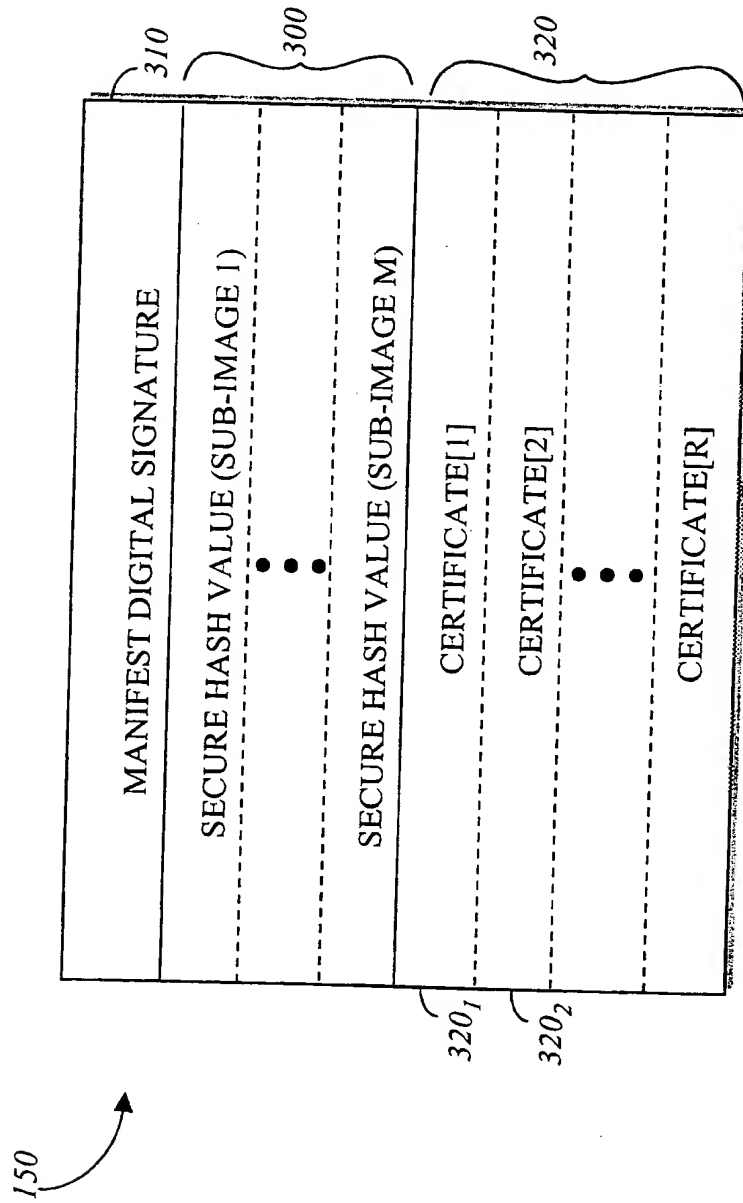 150
MANIFEST DIGITAL SIGNATURE
310
SECURE HASH VALUE (SUB-IMAGE 1)
300
SECURE HASH VALUE (SUB-IMAGE M)
320₁
CERTIFICATE[1]
320
320₂
CERTIFICATE[2]
CERTIFICATE[R]